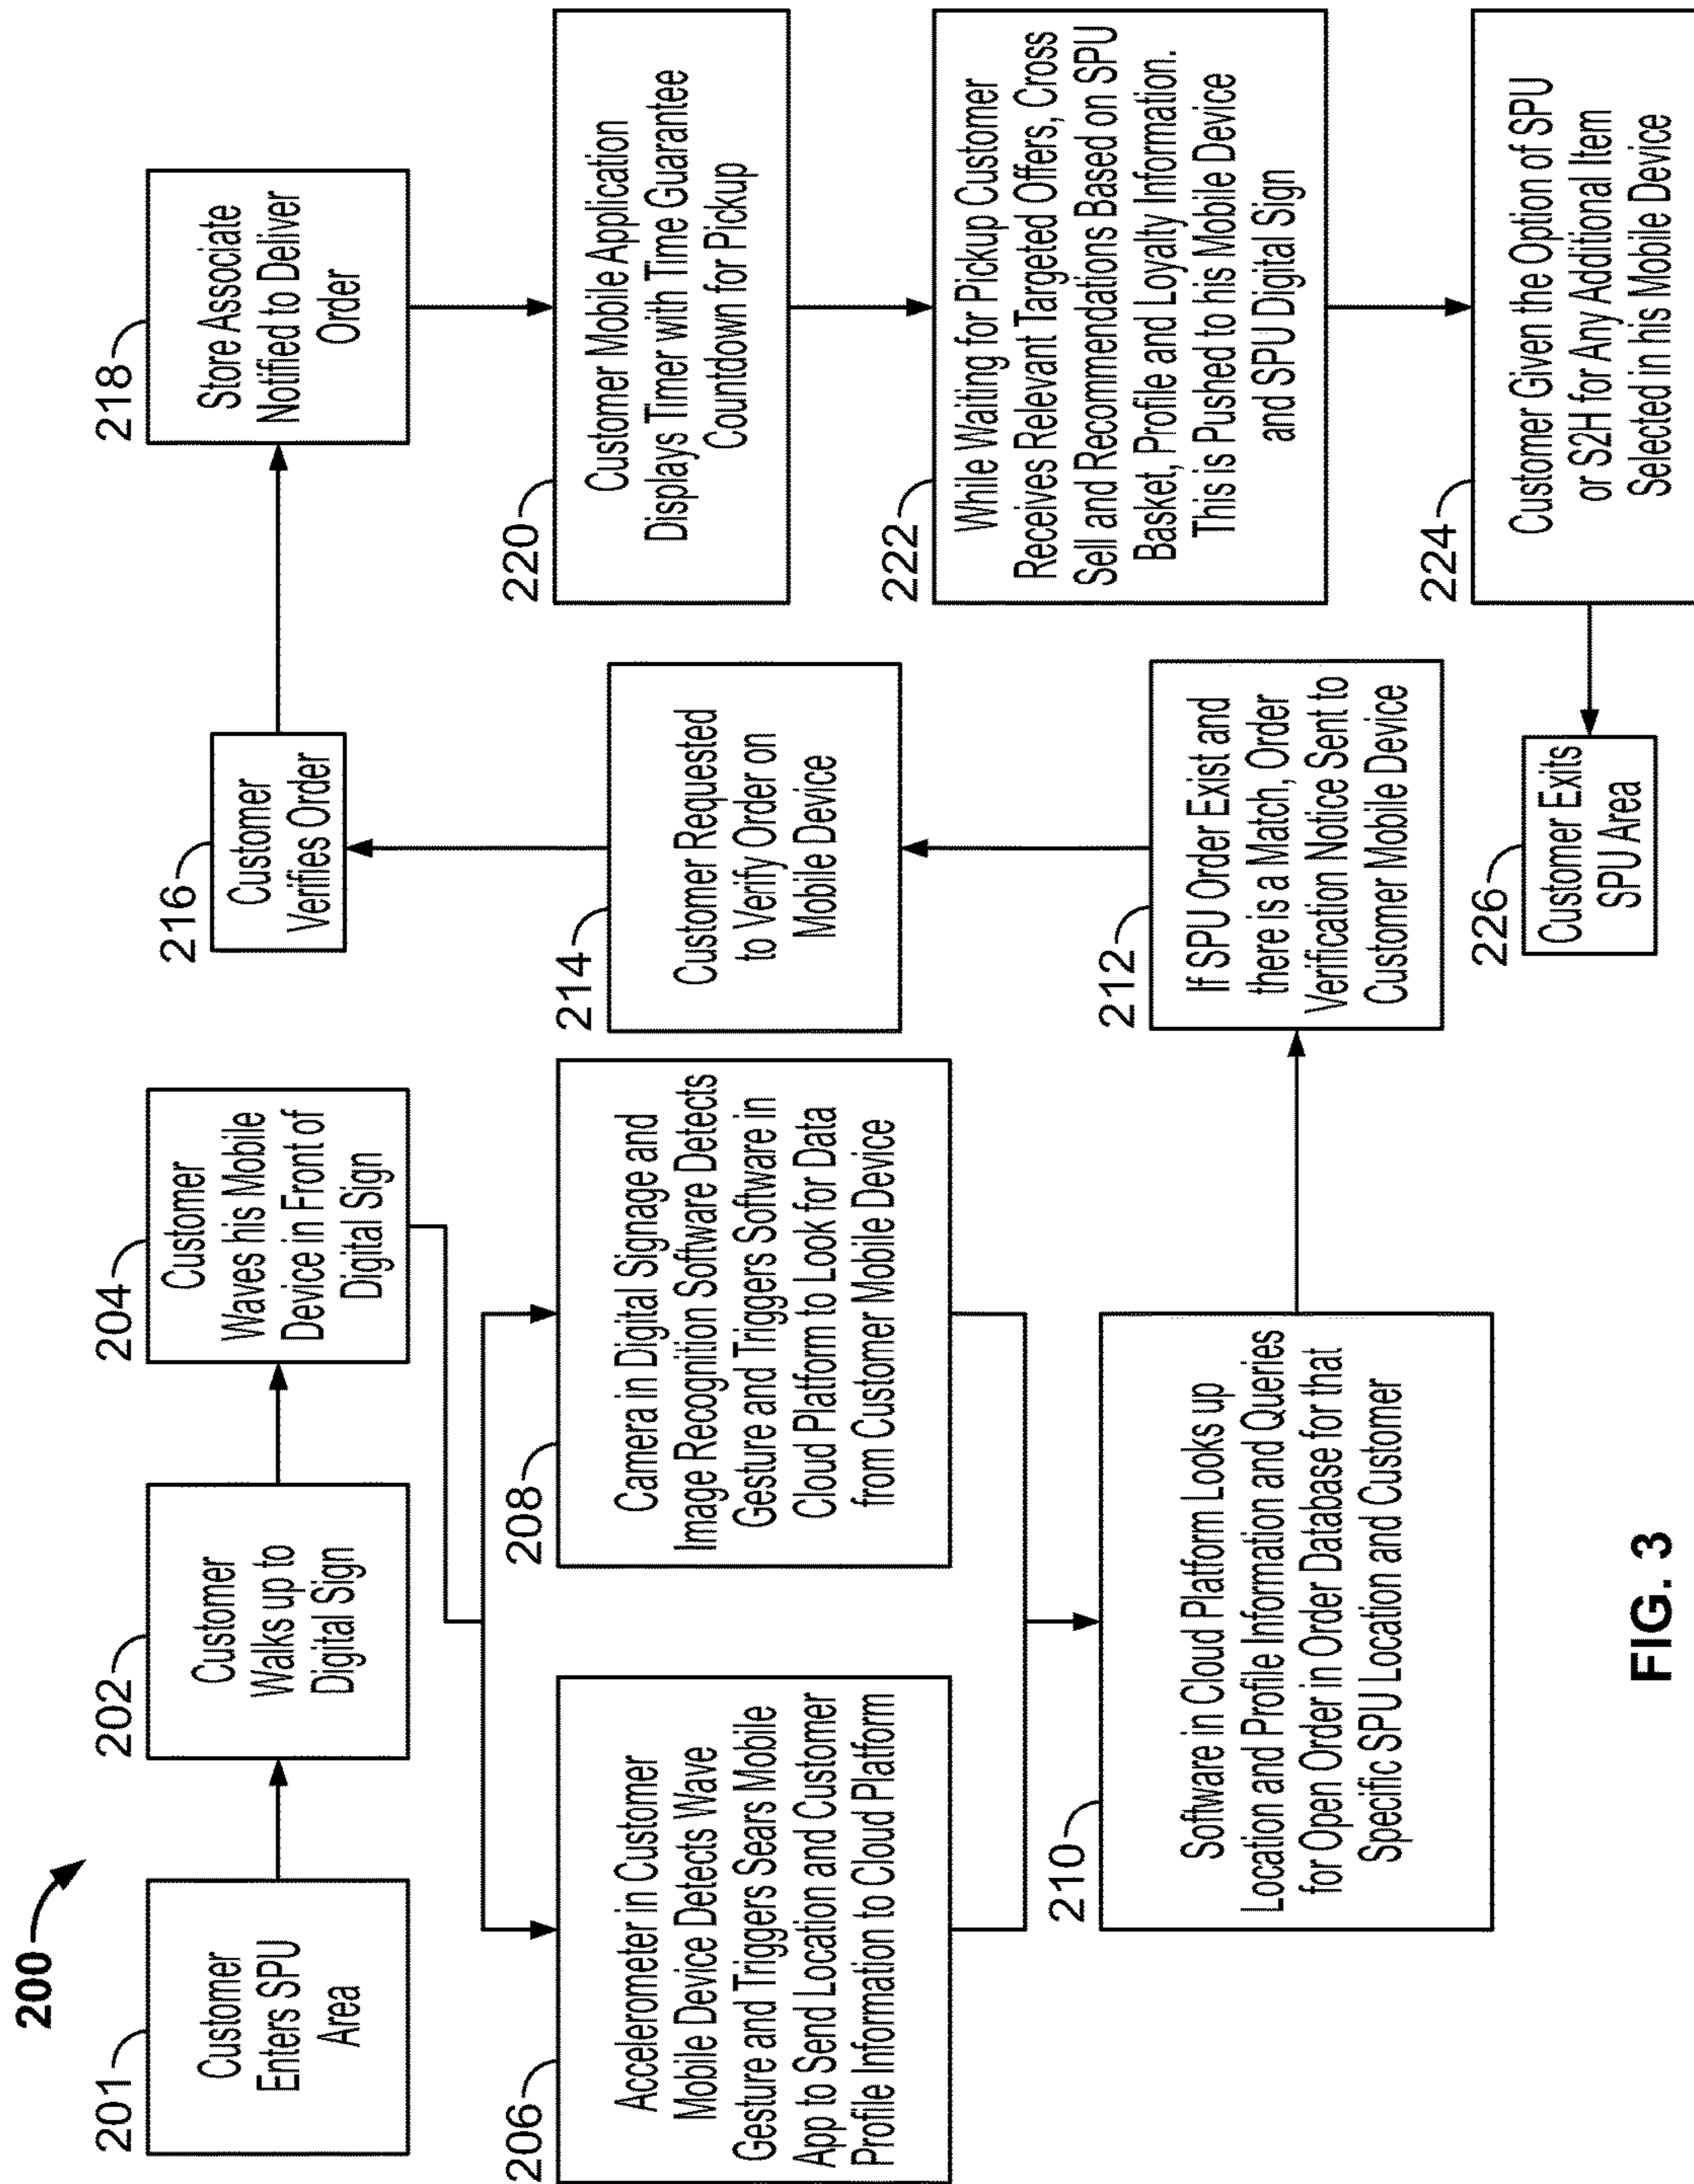 200
201
Customer
Enters SPU
Area
202
Customer
Walks up to
Digital Sign
204
Customer
Waves his Mobile
Device in Front of
Digital Sign
206
Accelerometer in Customer
Mobile Device Detects Wave
Gesture and Triggers Sears Mobile
App to Send Location and Customer
Profile Information to Cloud Platform
208
Camera in Digital Signage and
Image Recognition Software Detects
Gesture and Triggers Software in
Cloud Platform to Look for Data
from Customer Mobile Device
210
Software in Cloud Platform Looks up
Location and Profile Information and Queries
for Open Order in Order Database for that
Specific SPU Location and Customer
212
If SPU Order Exist and
there is a Match, Order
Verification Notice Sent to
Customer Mobile Device
214
Customer Requested
to Verify Order on
Mobile Device
216
Customer
Verifies Order
218
Store Associate
Notified to Deliver
Order
220
Customer Mobile Application
Displays Timer with Time Guarantee
Countdown for Pickup
222
While Waiting for Pickup Customer
Receives Relevant Targeted Offers, Cross
Sell and Recommendations Based on SPU
Basket, Profile and Loyalty Information.
This is Pushed to his Mobile Device
and SPU Digital Sign
224
Customer Given the Option of SPU
or S2H for Any Additional Item
Selected in his Mobile Device
226
Customer Exits
SPU Area
FIG. 3